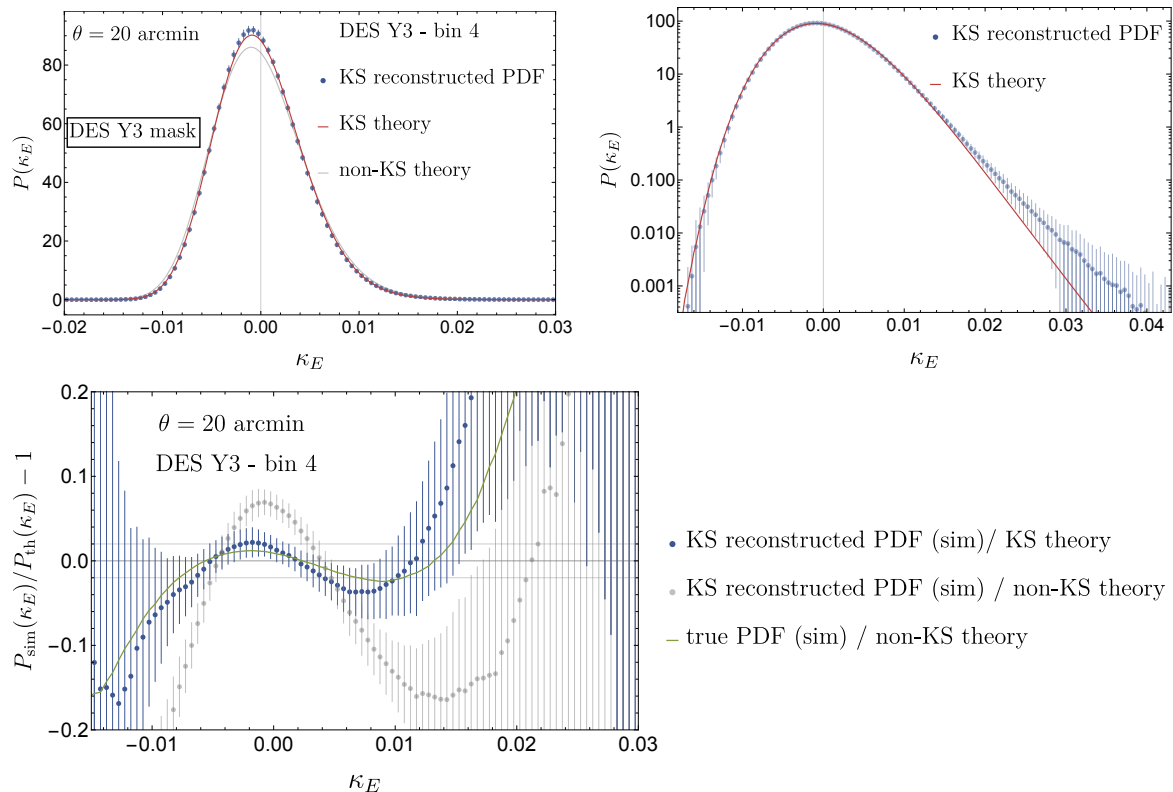 θ = 20 arcmin
DES Y3 - bin 4
KS reconstructed PDF
KS theory
non-KS theory
DES Y3 mask
P(κ_E)
80
60
40
20
0
−0.02
−0.01
0.00
0.01
0.02
0.03
κ_E
KS reconstructed PDF
KS theory
P(κ_E)
100
10
1
0.100
0.010
0.001
−0.01
0.00
0.01
0.02
0.03
0.04
κ_E
θ = 20 arcmin
DES Y3 - bin 4
P_sim(κ_E)/P_th(κ_E) − 1
0.2
0.1
0.0
−0.1
−0.2
−0.01
0.00
0.01
0.02
0.03
κ_E
KS reconstructed PDF (sim)/ KS theory
KS reconstructed PDF (sim) / non-KS theory
true PDF (sim) / non-KS theory